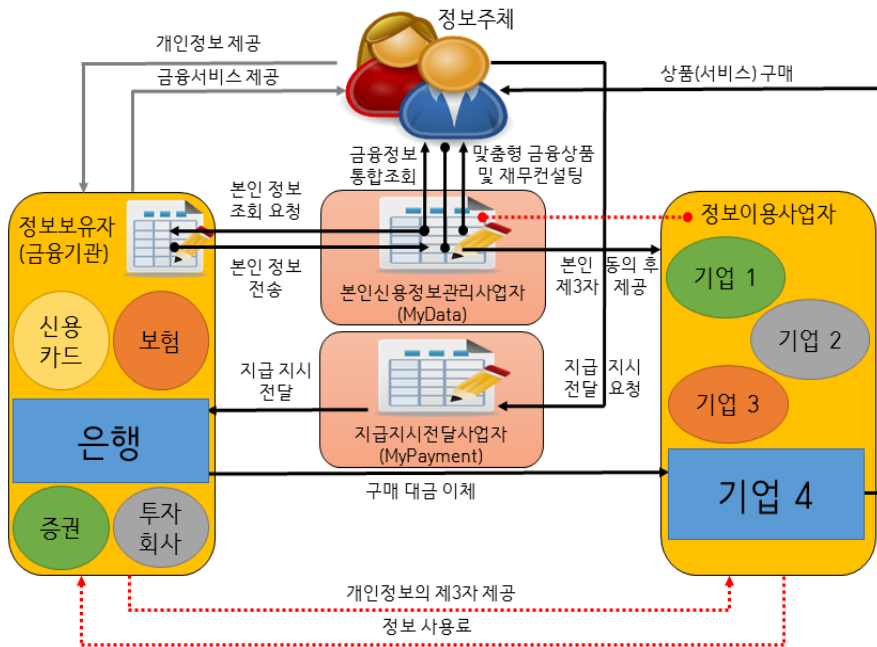 정보주체
개인정보 제공
금융서비스 제공
상품(서비스) 구매
금융정보
통합조회
맞춤형 금융상품
및 재무컨설팅
정보보유자
(금융기관)
본인 정보
조회 요청
본인 정보
전송
본인신용정보관리사업자
(MyData)
본인 동의 후
제3자 제공
정보이용사업자
기업 1
기업 2
기업 3
기업 4
신용
카드
보험
은행
증권
투자
회사
지급 지시
전달
지급지시전달사업자
(MyPayment)
지급 지시
전달 요청
구매 대금 이체
개인정보의 제3자 제공
정보 사용료